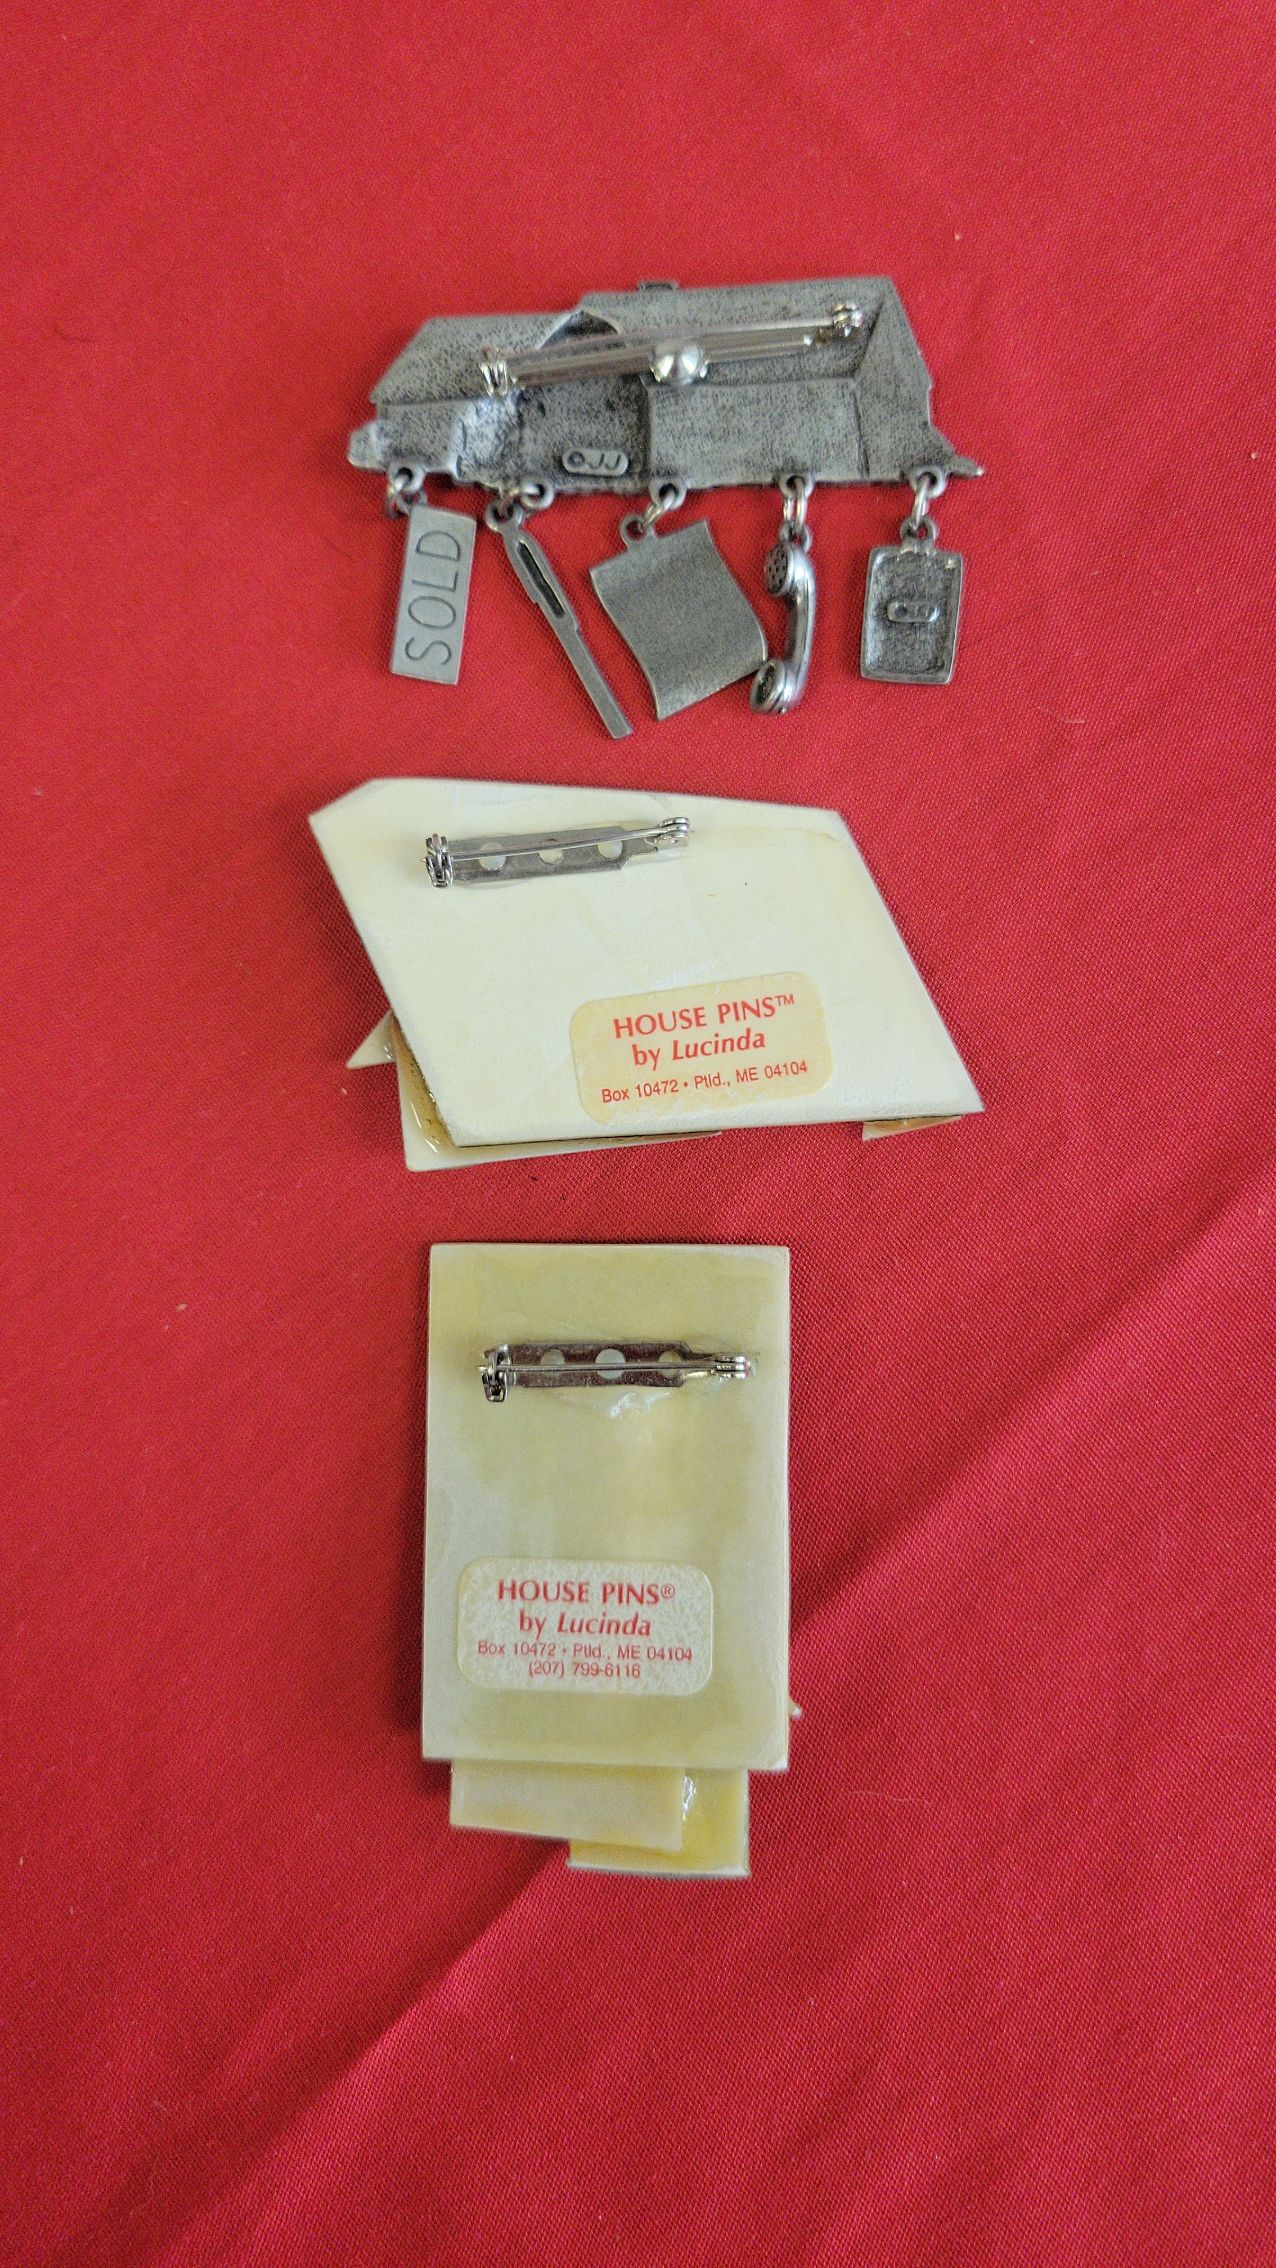 ©JJ
SOLD
HOUSE PINS™
by Lucinda
Box 10472 • Ptld., ME 04104
HOUSE PINS®
by Lucinda
Box 10472 • Ptld., ME 04104
(207) 799-6116